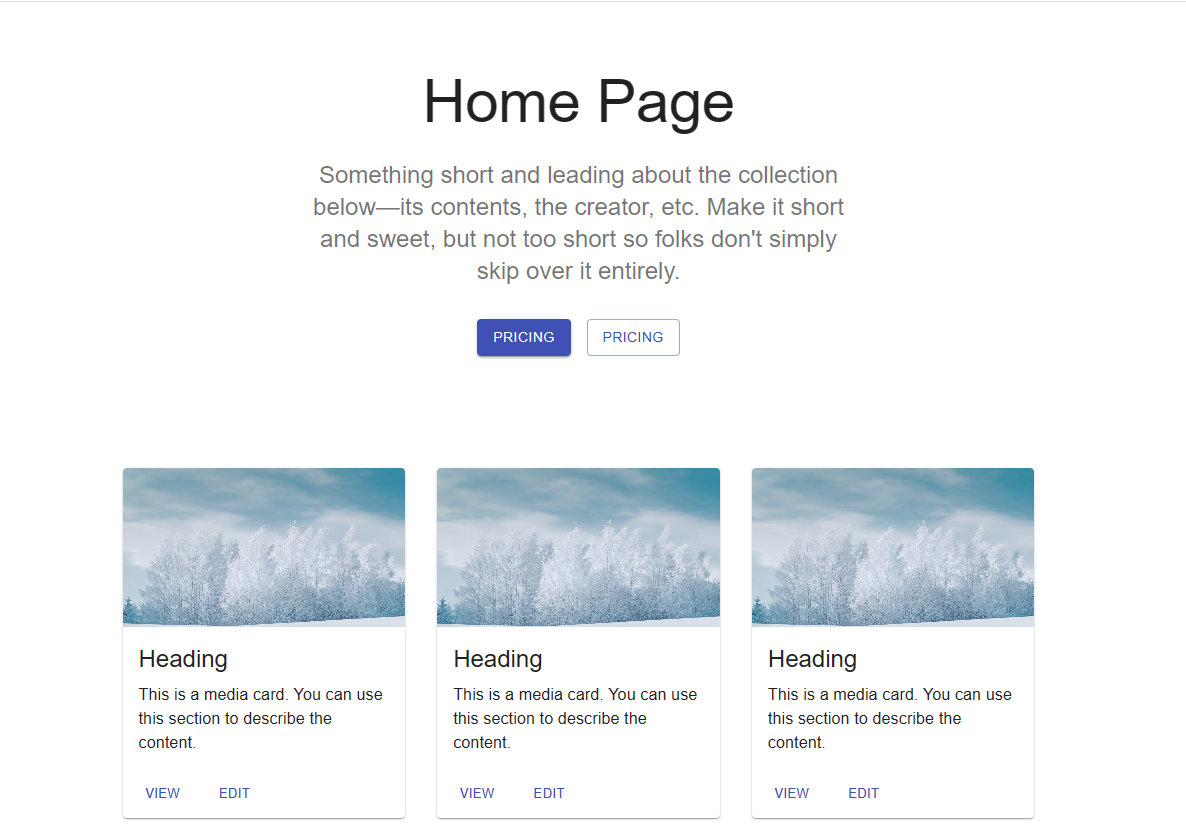 Home Page
Something short and leading about the collection
below—its contents, the creator, etc. Make it short
and sweet, but not too short so folks don't simply
skip over it entirely.
PRICING PRICING
Heading
This is a media card. You can use
this section to describe the
content.
VIEW EDIT
Heading
This is a media card. You can use
this section to describe the
content.
VIEW EDIT
Heading
This is a media card. You can use
this section to describe the
content.
VIEW EDIT